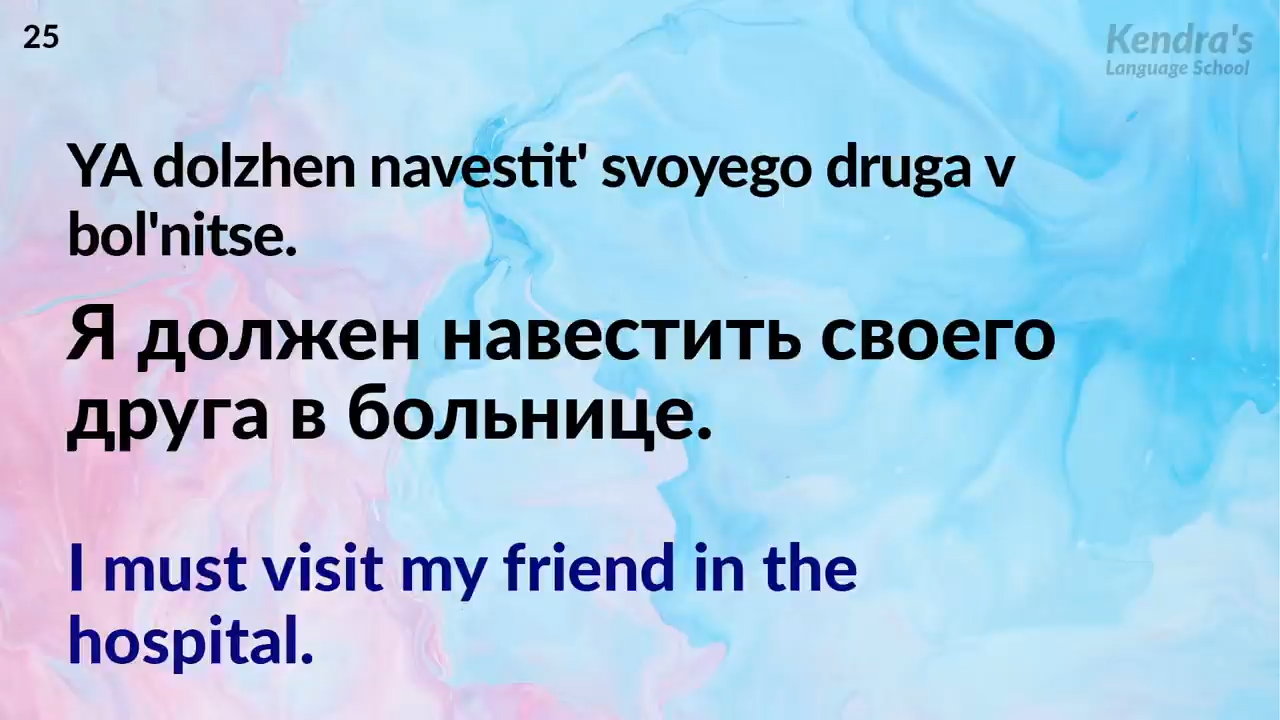 25
Kendra's
Language School
YA dolzhen navestit' svoyego druga v
bol'nitse.
Я должен навестить своего
друга в больнице.
I must visit my friend in the
hospital.